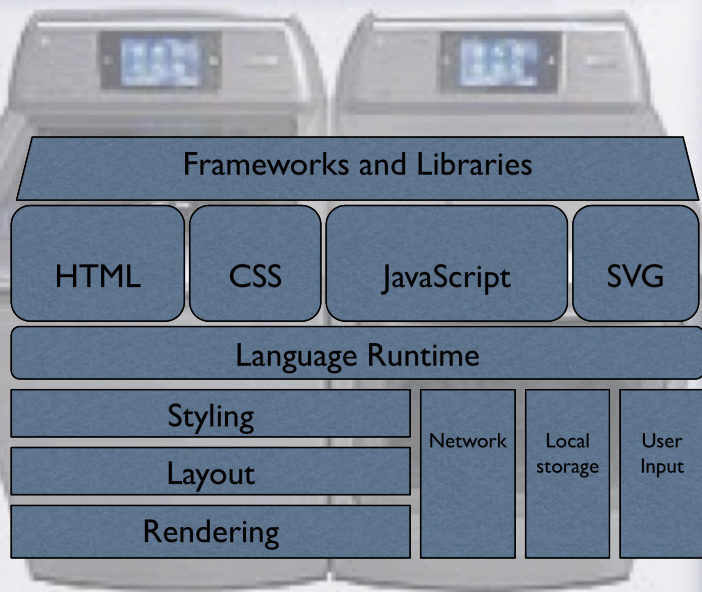 Frameworks and Libraries
HTML
CSS
JavaScript
SVG
Language Runtime
Styling
Layout
Rendering
Network
Local
storage
User
Input